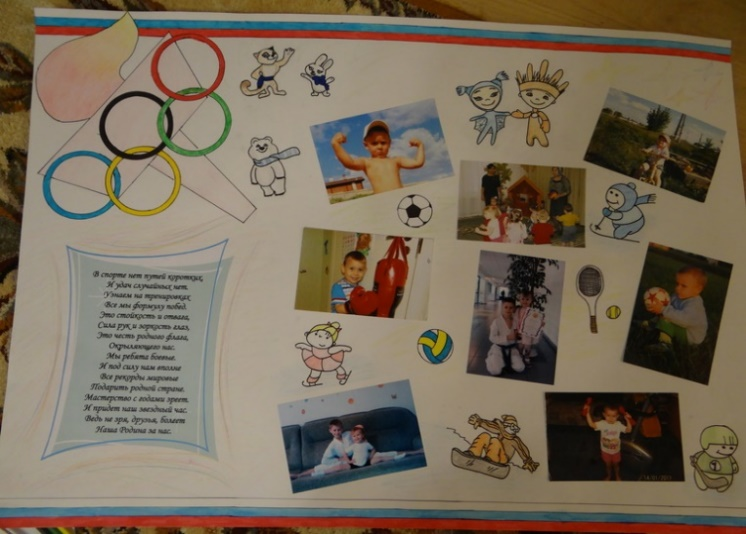 В спорте нет путей коротких,
И удач случайных нет.
Узнаем на тренировках
Все мы формулу побед.
Это стойкость и отвага,
Сила рук и зоркость глаз,
Это честь родного флага,
Окрыляющего нас.
Мы ребята боевые.
И под силу нам вполне
Все рекорды мировые
Подарить родной стране.
Мастерство с годами зреет.
И придет наш звездный час.
Ведь не зря, друзья, болеет
Наша Родина за нас.